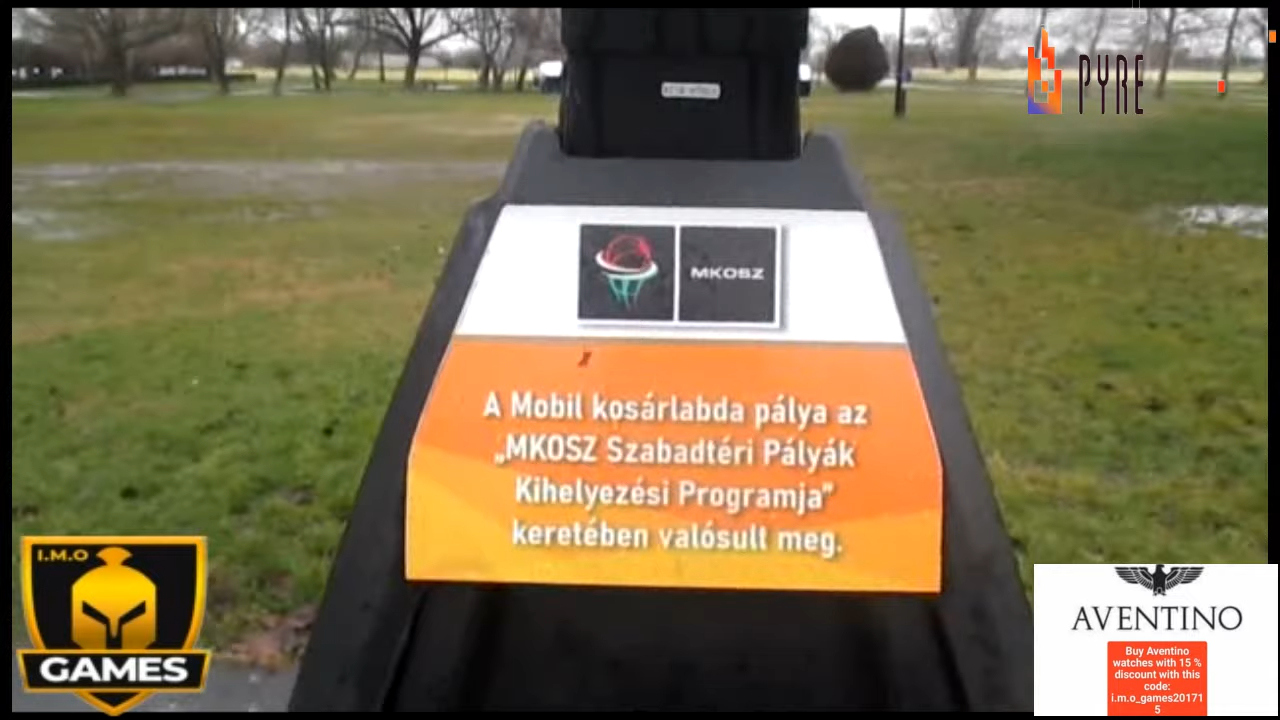 PYRE
MKOSZ
A Mobil kosárlabda pálya az
„MKOSZ Szabadtéri Pályák
Kihelyezési Programja”
keretében valósult meg.
I.M.O
GAMES
AVENTINO
Buy Aventino
watches with 15 %
discount with this
code:
i.m.o_games20171
5